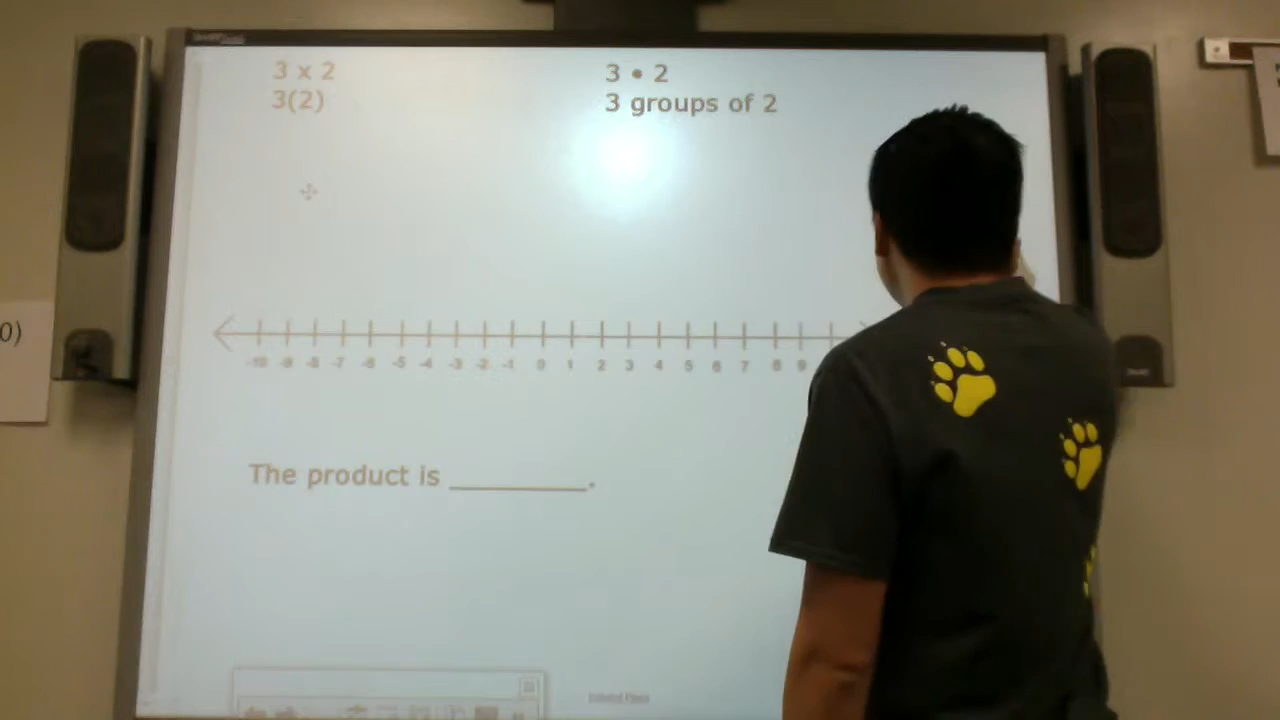 3 x 2
3(2)
3 • 2
3 groups of 2
0)
-10 -9 -8 -7 -6 -5 -4 -3 -2 -1 0 1 2 3 4 5 6 7 8 9
The product is ________.